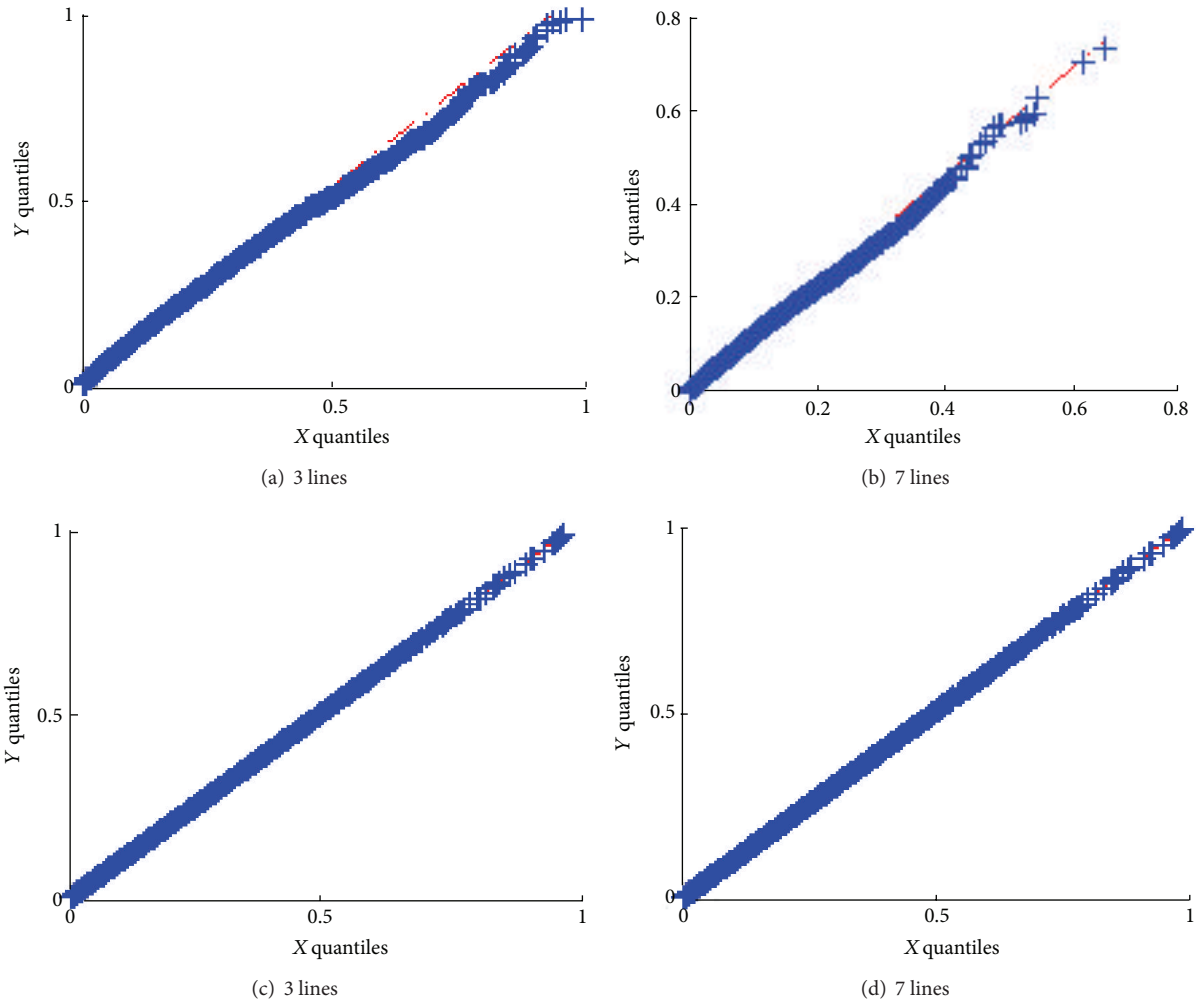 1
0.5
0
Y quantiles
0
0.5
1
X quantiles
(a) 3 lines
0.8
0.6
0.4
0.2
0
Y quantiles
0
0.2
0.4
0.6
0.8
X quantiles
(b) 7 lines
1
0.5
0
Y quantiles
0
0.5
1
X quantiles
(c) 3 lines
1
0.5
0
Y quantiles
0
0.5
1
X quantiles
(d) 7 lines